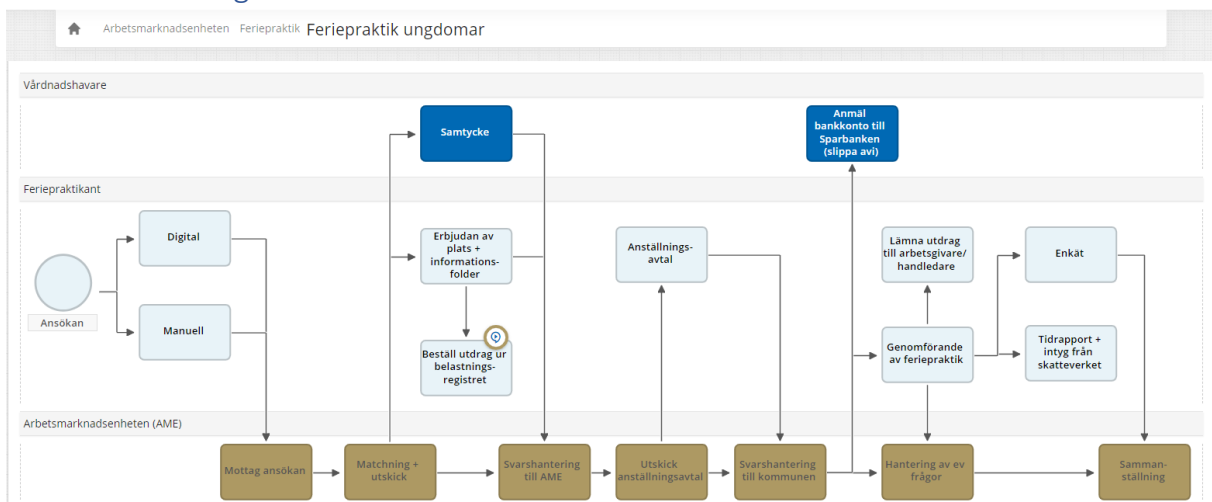 Arbetsmarknadsenheten Feriepraktik Feriepraktik ungdomar
Vårdnadshavare
Samtycke
Anmäl
bankkonto till
Sparbanken
(slippa avi)
Feriepraktikant
Ansökan
Digital
Manuell
Erbjudan av
plats +
informations-
folder
Beställ utdrag ur
belastnings-
registret
Anställnings-
avtal
Lämna utdrag
till arbetsgivare/
handledare
Genomförande
av feriepraktik
Enkät
Tidrapport +
intyg från
skatteverket
Arbetsmarknadsenheten (AME)
Mottag ansökan
Matchning +
utskick
Svarshantering
till AME
Utskick
anställningsavtal
Svarshantering
till kommunen
Hantering av ev
frågor
Samman-
ställning